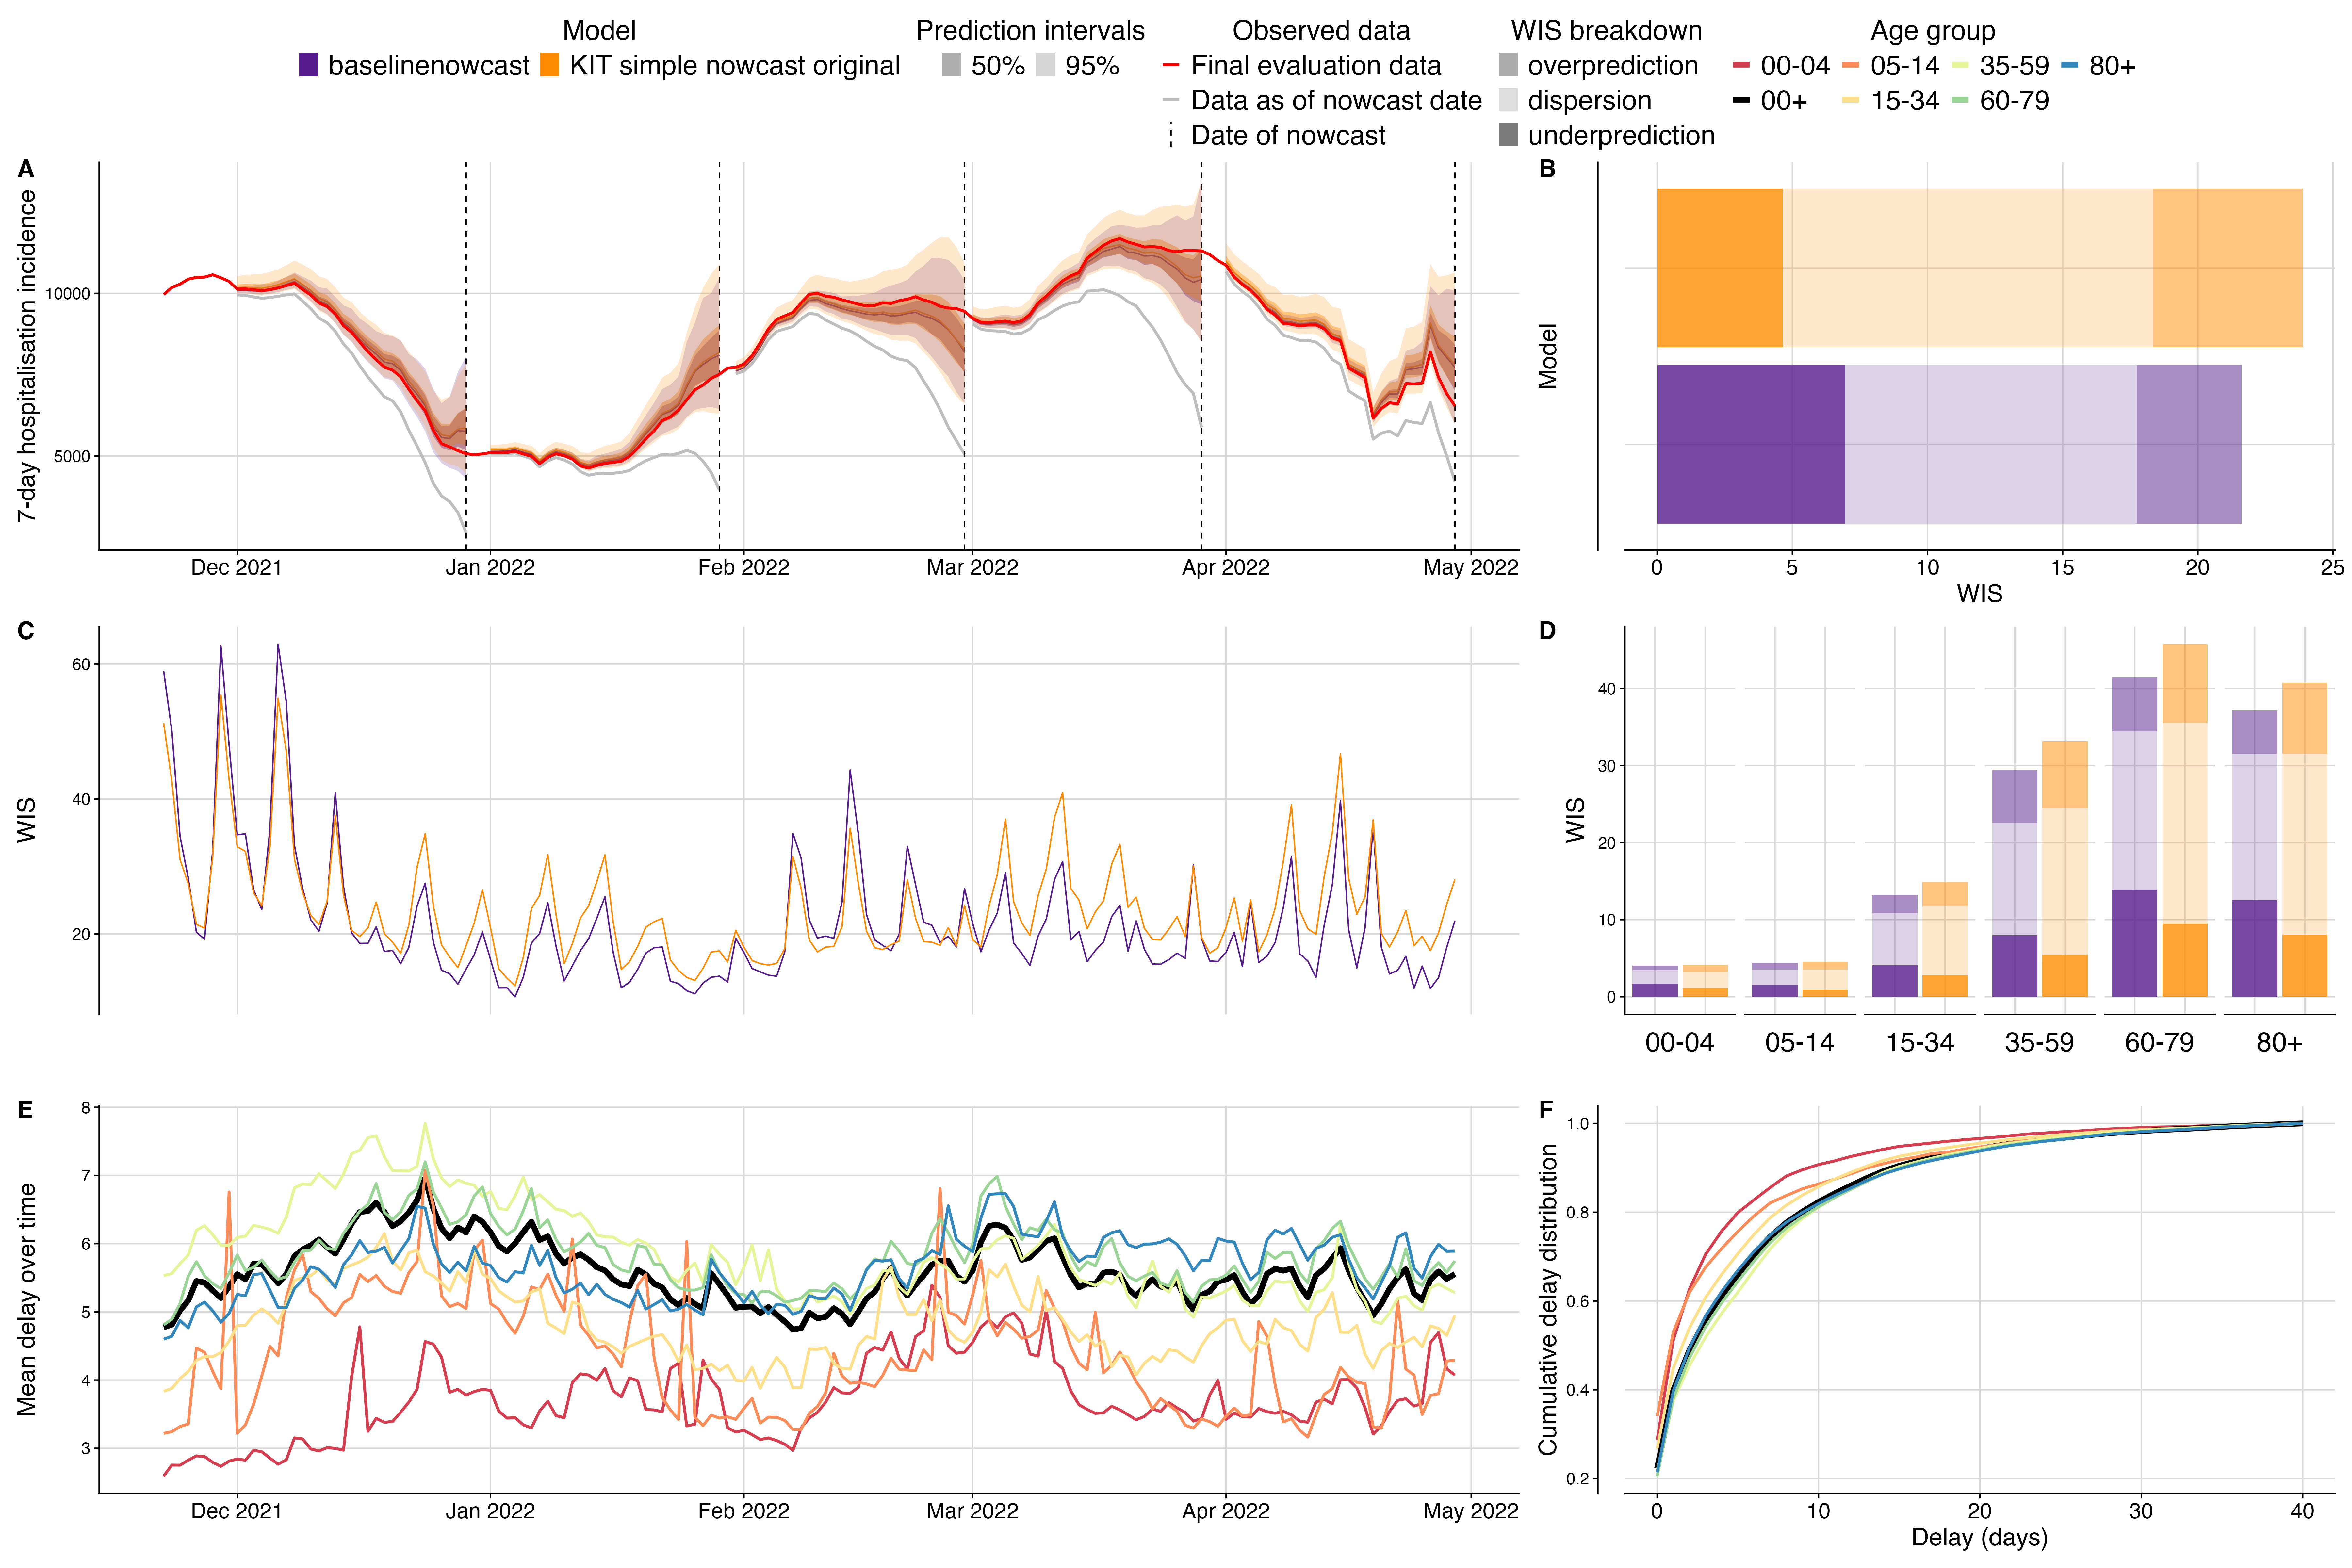 Model
baselinenowcast KIT simple nowcast original
Prediction intervals
50% 95%
Observed data
Final evaluation data
Data as of nowcast date
Date of nowcast
WIS breakdown
overprediction
dispersion
underprediction
Age group
00-04 05-14 35-59 80+
00+ 15-34 60-79
A
7-day hospitalisation incidence
10000
5000
Dec 2021 Jan 2022 Feb 2022 Mar 2022 Apr 2022 May 2022
B
Model
0 5 10 15 20 25
WIS
C
WIS
60
40
20
D
WIS
40
30
20
10
0
00-04 05-14 15-34 35-59 60-79 80+
E
Mean delay over time
8
7
6
5
4
3
Dec 2021 Jan 2022 Feb 2022 Mar 2022 Apr 2022 May 2022
F
Cumulative delay distribution
1.0
0.8
0.6
0.4
0.2
0 10 20 30 40
Delay (days)